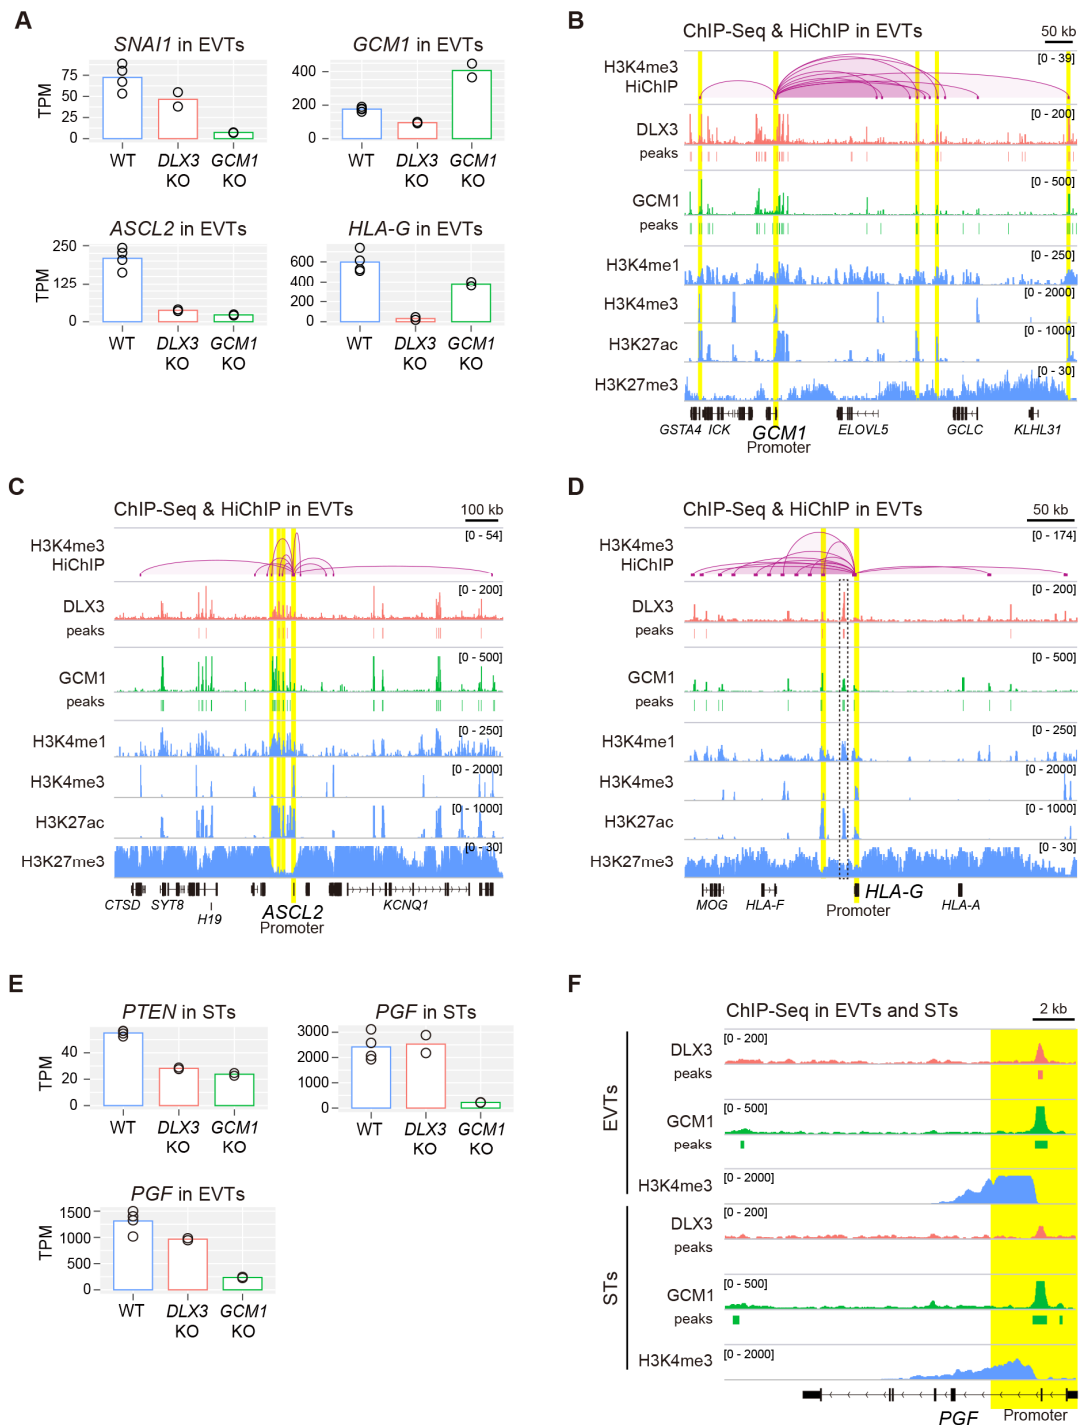 A
SNAI1 in EVTs
GCM1 in EVTs
TPM
75
50
25
0
WT
DLX3
KO
GCM1
KO
400
200
0
WT
DLX3
KO
GCM1
KO
ASCL2 in EVTs
HLA-G in EVTs
TPM
250
125
0
WT
DLX3
KO
GCM1
KO
600
400
200
0
WT
DLX3
KO
GCM1
KO
B
ChIP-Seq & HiChIP in EVTs
50 kb
H3K4me3
HiChIP
[0 - 39]
DLX3
[0 - 200]
peaks
GCM1
[0 - 500]
peaks
H3K4me1
[0 - 250]
H3K4me3
[0 - 2000]
H3K27ac
[0 - 1000]
H3K27me3
[0 - 30]
GSTA4 ICK
GCM1
Promoter
ELOVL5
GCLC
KLHL31
C
ChIP-Seq & HiChIP in EVTs
100 kb
H3K4me3
HiChIP
[0 - 54]
DLX3
[0 - 200]
peaks
GCM1
[0 - 500]
peaks
H3K4me1
[0 - 250]
H3K4me3
[0 - 2000]
H3K27ac
[0 - 1000]
H3K27me3
[0 - 30]
CTSD
SYT8
H19
ASCL2
Promoter
KCNQ1
D
ChIP-Seq & HiChIP in EVTs
50 kb
H3K4me3
HiChIP
[0 - 174]
DLX3
[0 - 200]
peaks
GCM1
[0 - 500]
peaks
H3K4me1
[0 - 250]
H3K4me3
[0 - 2000]
H3K27ac
[0 - 1000]
H3K27me3
[0 - 30]
MOG
HLA-F
HLA-G
Promoter
HLA-A
E
PTEN in STs
PGF in STs
TPM
40
20
0
WT
DLX3
KO
GCM1
KO
3000
2000
1000
0
WT
DLX3
KO
GCM1
KO
PGF in EVTs
TPM
1500
1000
500
0
WT
DLX3
KO
GCM1
KO
F
ChIP-Seq in EVTs and STs
2 kb
EVTs
DLX3
[0 - 200]
peaks
GCM1
[0 - 500]
peaks
H3K4me3
[0 - 2000]
STs
DLX3
[0 - 200]
peaks
GCM1
[0 - 500]
peaks
H3K4me3
[0 - 2000]
PGF
Promoter